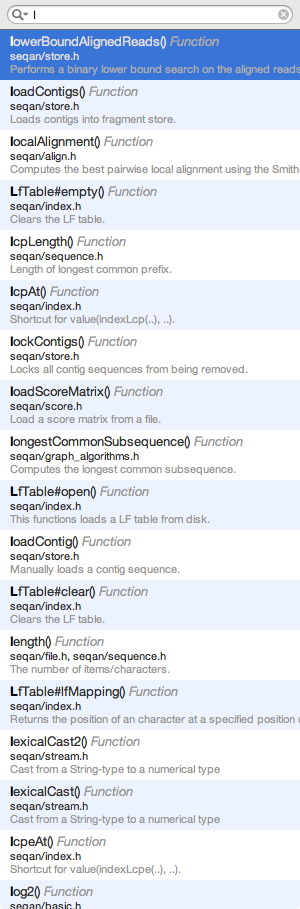 l
lowerBoundAlignedReads() Function
seqan/store.h
Performs a binary lower bound search on the aligned reads
loadContigs() Function
seqan/store.h
Loads contigs into fragment store.
localAlignment() Function
seqan/align.h
Computes the best pairwise local alignment using the Smith-
LfTable#empty() Function
seqan/index.h
Clears the LF table.
lcpLength() Function
seqan/sequence.h
Length of longest common prefix.
lcpAt() Function
seqan/index.h
Shortcut for value(indexLcp(..), ..).
lockContigs() Function
seqan/store.h
Locks all contig sequences from being removed.
loadScoreMatrix() Function
seqan/score.h
Load a score matrix from a file.
longestCommonSubsequence() Function
seqan/graph_algorithms.h
Computes the longest common subsequence.
LfTable#open() Function
seqan/index.h
This functions loads a LF table from disk.
loadContig() Function
seqan/store.h
Manually loads a contig sequence.
LfTable#clear() Function
seqan/index.h
Clears the LF table.
length() Function
seqan/file.h, seqan/sequence.h
The number of items/characters.
LfTable#lfMapping() Function
seqan/index.h
Returns the position of an character at a specified position
lexicalCast2() Function
seqan/stream.h
Cast from a String-type to a numerical type
lexicalCast() Function
seqan/stream.h
Cast from a String-type to a numerical type
lcpeAt() Function
seqan/index.h
Shortcut for value(indexLcpe(..), ..).
log2() Function
seqan/basic.h